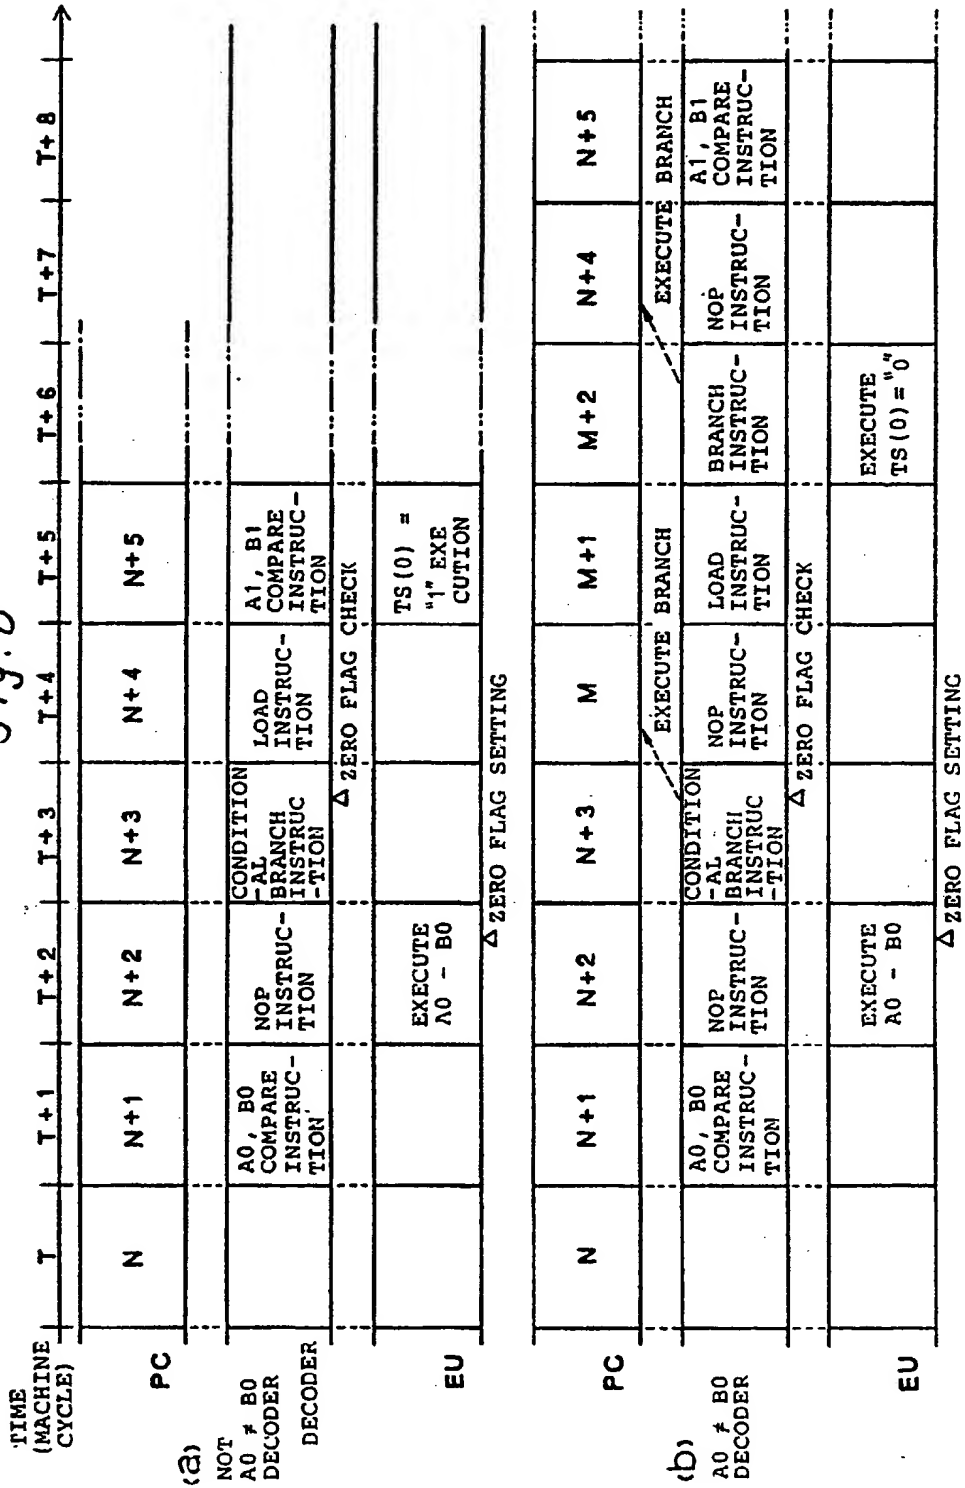 Fig. 6
TIME
(MACHINE
CYCLE)
T
T+1
T+2
T+3
T+4
T+5
T+6
T+7
T+8
(a)
NOT
A0 ≠ B0
DECODER
PC
N
N+1
N+2
N+3
N+4
N+5
DECODER
A0, B0
COMPARE
INSTRUC-
TION
NOP
INSTRUC-
TION
CONDITION
-AL
BRANCH
INSTRUC
-TION
LOAD
INSTRUC-
TION
A1, B1
COMPARE
INSTRUC-
TION
△ ZERO FLAG CHECK
EU
EXECUTE
A0 - B0
TS(0) =
"1" EXE
CUTION
△ ZERO FLAG SETTING
(b)
A0 ≠ B0
DECODER
PC
N
N+1
N+2
N+3
M
M+1
M+2
N+4
N+5
EXECUTE BRANCH
EXECUTE BRANCH
A0, B0
COMPARE
INSTRUC-
TION
NOP
INSTRUC-
TION
CONDITION
-AL
BRANCH
INSTRUC
-TION
NOP
INSTRUC-
TION
LOAD
INSTRUC-
TION
BRANCH
INSTRUC-
TION
NOP
INSTRUC-
TION
A1, B1
COMPARE
INSTRUC-
TION
△ ZERO FLAG CHECK
EU
EXECUTE
A0 - B0
EXECUTE
TS(0)="0"
△ ZERO FLAG SETTING